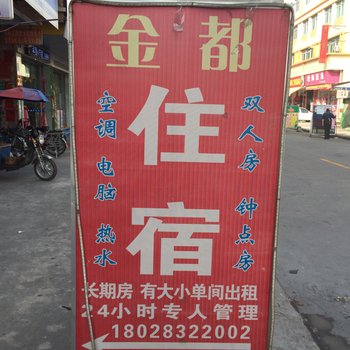 金都
住宿
空调 电脑 热水
双人房 钟点房
长期房 有大小单间出租
24小时专人管理
18028322002